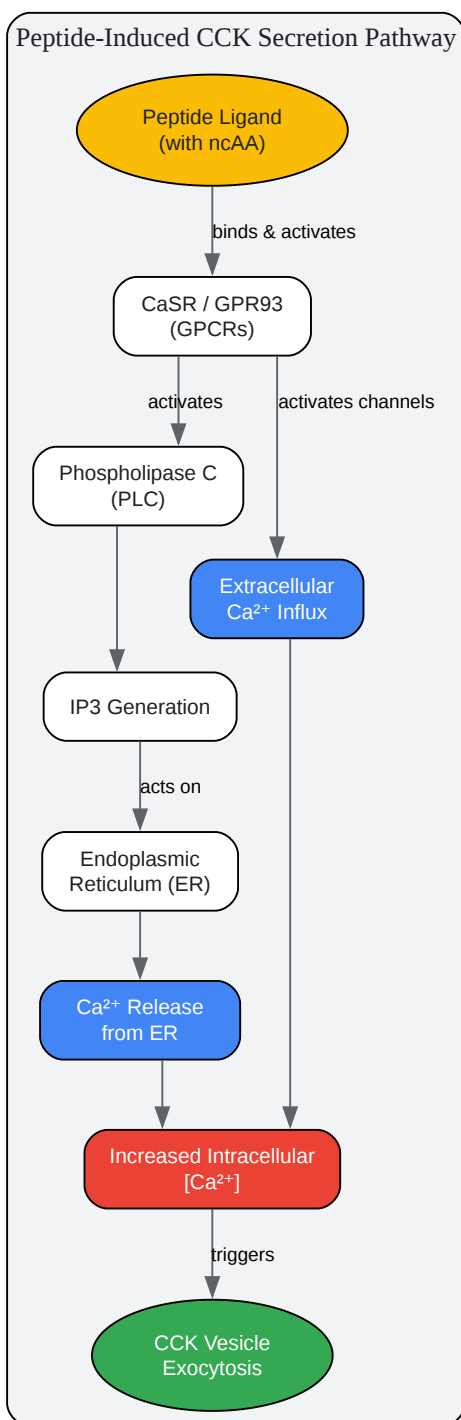 Peptide-Induced CCK Secretion Pathway
Peptide Ligand
(with ncAA)
binds & activates
CaSR / GPR93
(GPCRs)
activates
activates channels
Phospholipase C
(PLC)
Extracellular
Ca²⁺ Influx
IP3 Generation
acts on
Endoplasmic
Reticulum (ER)
Ca²⁺ Release
from ER
Increased Intracellular
[Ca²⁺]
triggers
CCK Vesicle
Exocytosis